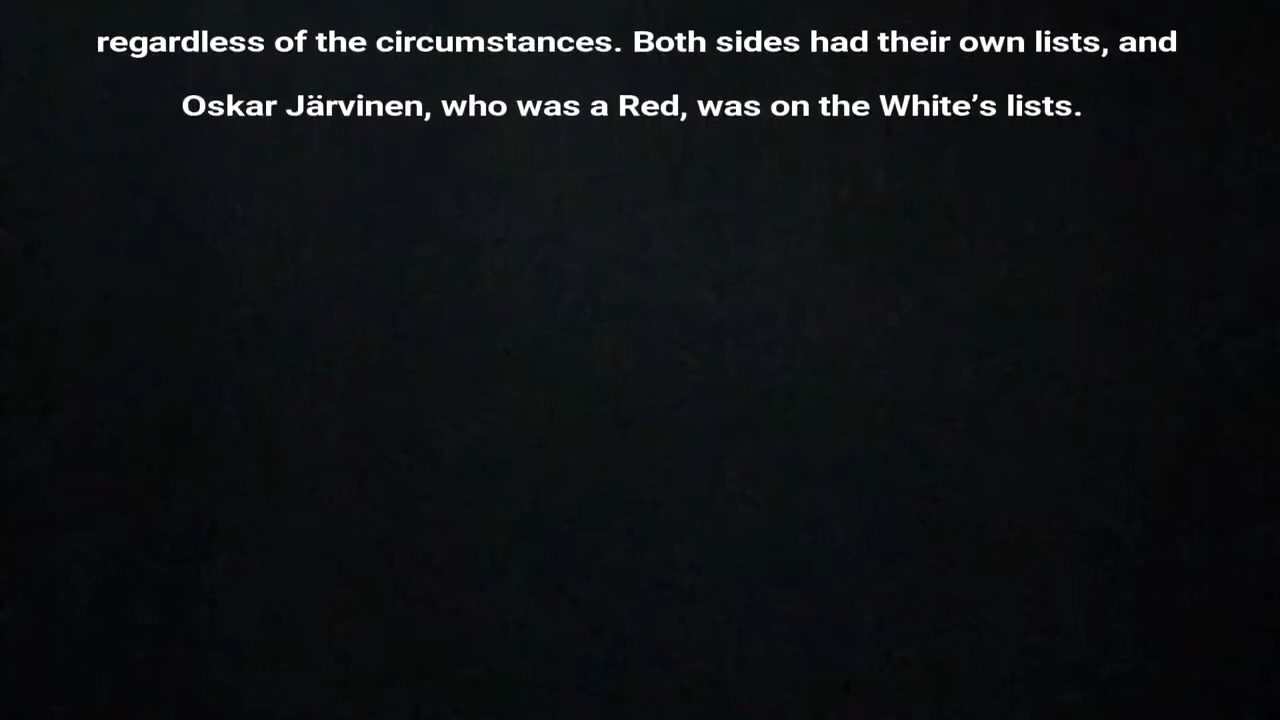 regardless of the circumstances. Both sides had their own lists, and
Oskar Järvinen, who was a Red, was on the White’s lists.